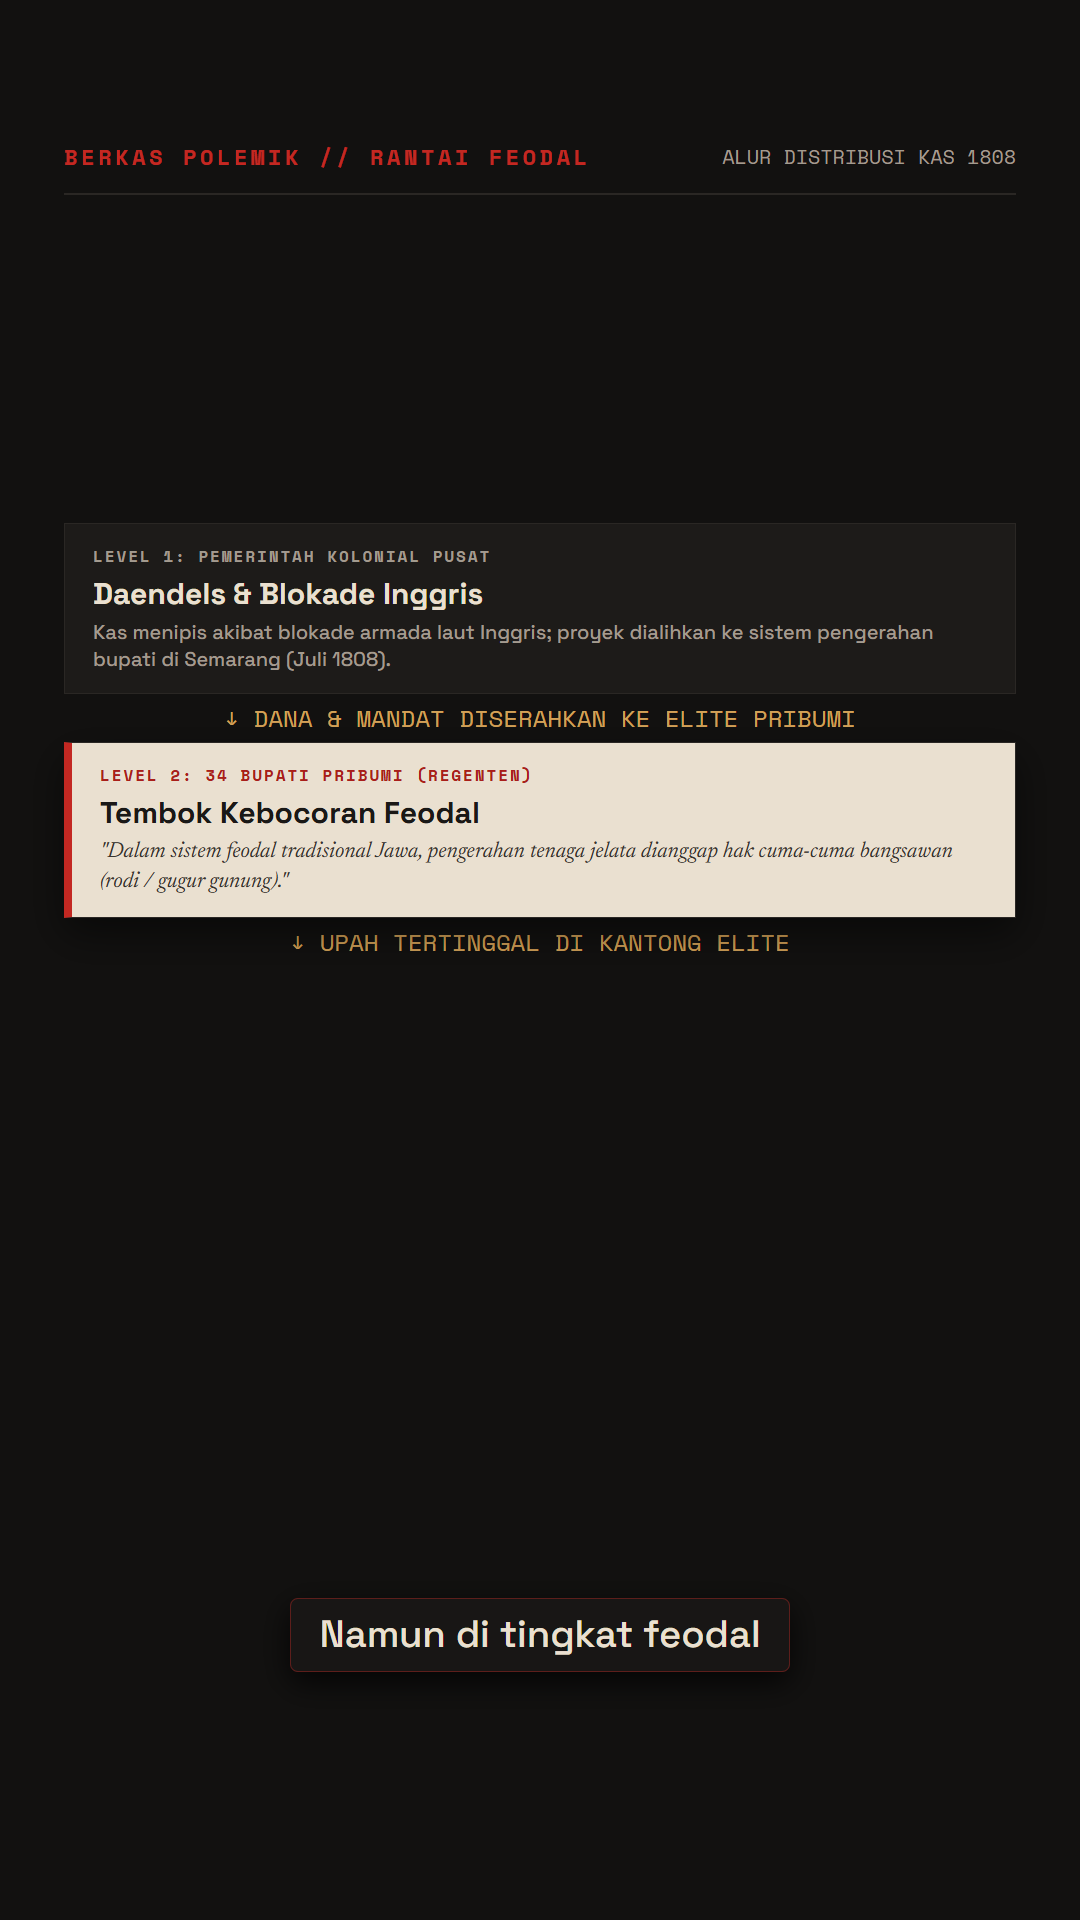 BERKAS POLEMIK // RANTAI FEODAL
ALUR DISTRIBUSI KAS 1808
LEVEL 1: PEMERINTAH KOLONIAL PUSAT
Daendels & Blokade Inggris
Kas menipis akibat blokade armada laut Inggris; proyek dialihkan ke sistem pengerahan
bupati di Semarang (Juli 1808).
↓ DANA & MANDAT DISERAHKAN KE ELITE PRIBUMI
LEVEL 2: 34 BUPATI PRIBUMI (REGENTEN)
Tembok Kebocoran Feodal
"Dalam sistem feodal tradisional Jawa, pengerahan tenaga jelata dianggap hak cuma-cuma bangsawan
(rodi / gugur gunung)."
↓ UPAH TERTINGGAL DI KANTONG ELITE
Namun di tingkat feodal